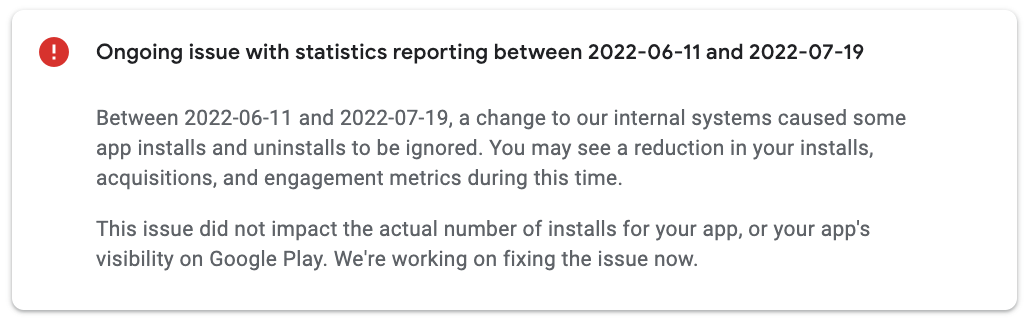 Ongoing issue with statistics reporting between 2022-06-11 and 2022-07-19
Between 2022-06-11 and 2022-07-19, a change to our internal systems caused some
app installs and uninstalls to be ignored. You may see a reduction in your installs,
acquisitions, and engagement metrics during this time.
This issue did not impact the actual number of installs for your app, or your app's
visibility on Google Play. We're working on fixing the issue now.